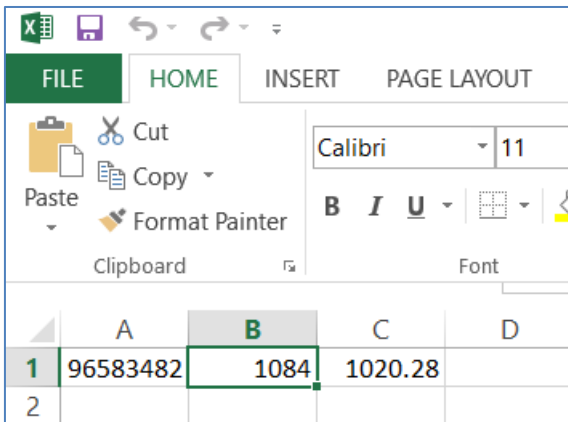 FILE HOME INSERT PAGE LAYOUT
Cut
Calibri 11
Copy
Paste
B I U
Format Painter
Clipboard Font
A B C D
1 96583482 1084 1020.28
2